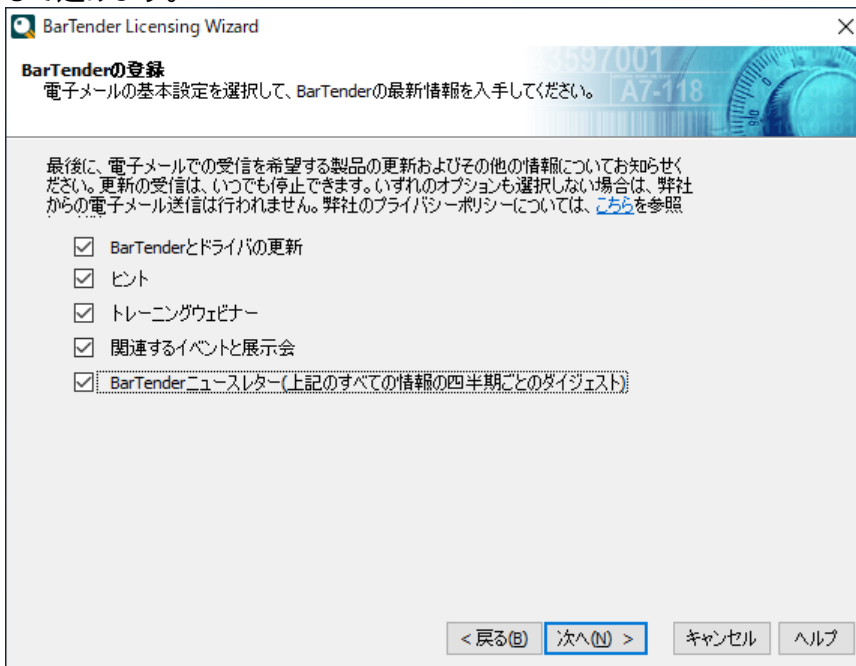 して進めます。
BarTender Licensing Wizard
BarTenderの登録
電子メールの基本設定を選択して、BarTenderの最新情報を入手してください。
3597001
A7-118
最後に、電子メールでの受信を希望する製品の更新およびその他の情報についてお知らせく
ださい。更新の受信は、いつでも停止できます。いずれのオプションも選択しない場合は、弊社
からの電子メール送信は行われません。弊社のプライバシーポリシーについては、こちらを参照
BarTenderとドライバの更新
ヒント
トレーニングウェビナー
関連するイベントと展示会
BarTenderニュースレター(上記のすべての情報の四半期ごとのダイジェスト)
< 戻る(B)
次へ(N) >
キャンセル
ヘルプ